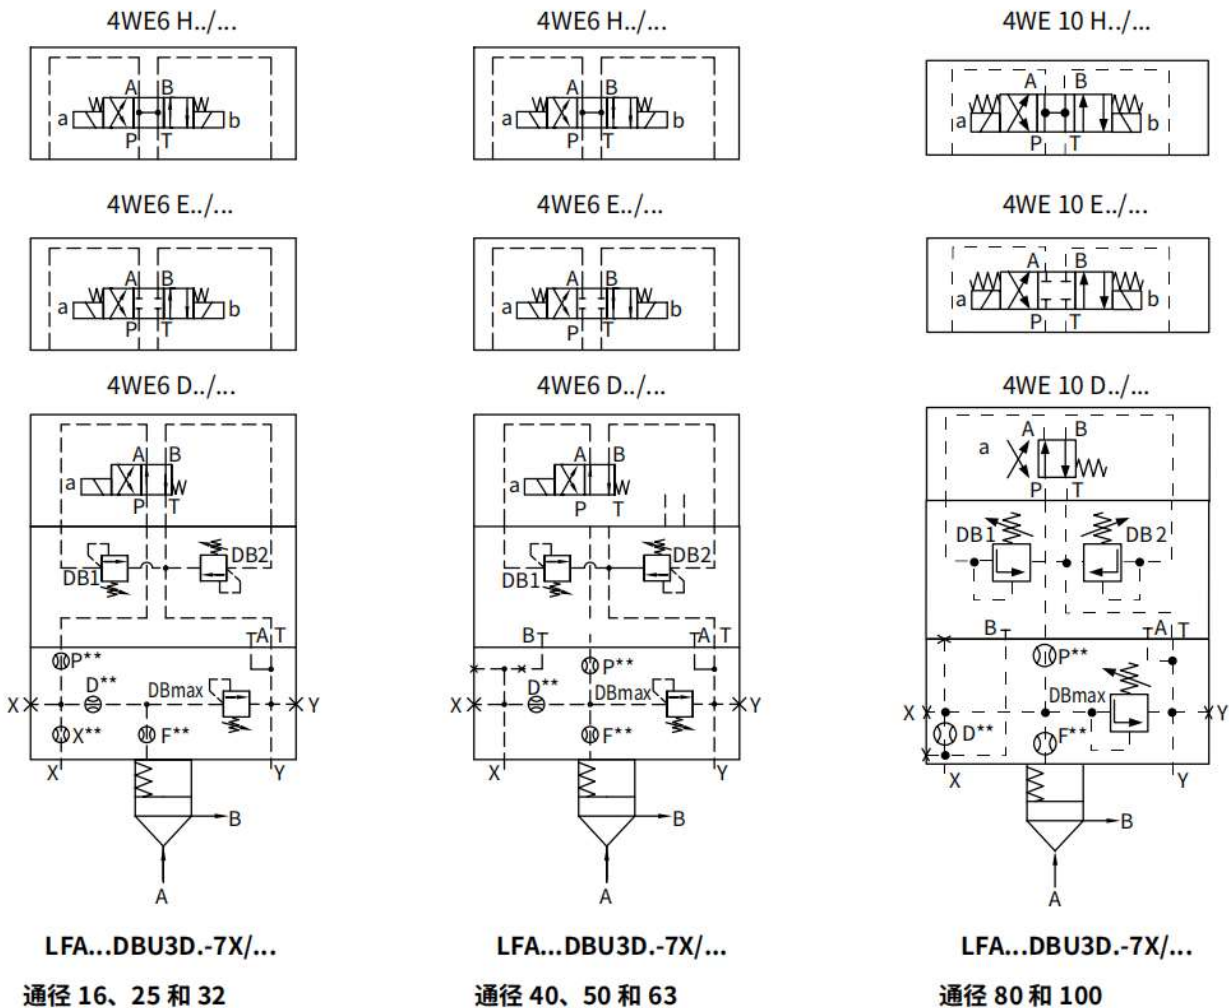 4WE6 H../... 4WE6 H../... 4WE 10 H../...
A B A B A B
a b a b a b
P T P T P T
4WE6 E../... 4WE6 E../... 4WE 10 E../...
A B A B A B
a b a b a b
P T P T P T
4WE6 D../... 4WE6 D../... 4WE 10 D../...
A B A B A B
a a a
P T P T P T
DB1 DB2 DB1 DB2 DB1 DB2
T A T B T T A T B T T A T
P** P** P**
D** DBmax D** DBmax DBmax
X Y X Y X Y
X** F** F** D** F**
X Y X Y X Y
B B B
A A A
LFA...DBU3D.-7X/... LFA...DBU3D.-7X/... LFA...DBU3D.-7X/...
通径 16、25 和 32 通径 40、50 和 63 通径 80 和 100